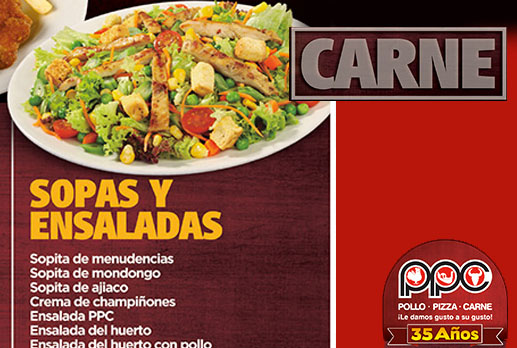 CARNE
SOPAS Y
ENSALADAS
Sopita de menudencias
Sopita de mondongo
Sopita de ajiaco
Crema de champiñones
Ensalada PPC
Ensalada del huerto
Ensalada del huerto con pollo
ppc
POLLO · PIZZA · CARNE
¡Le damos gusto a su gusto!
35 Años